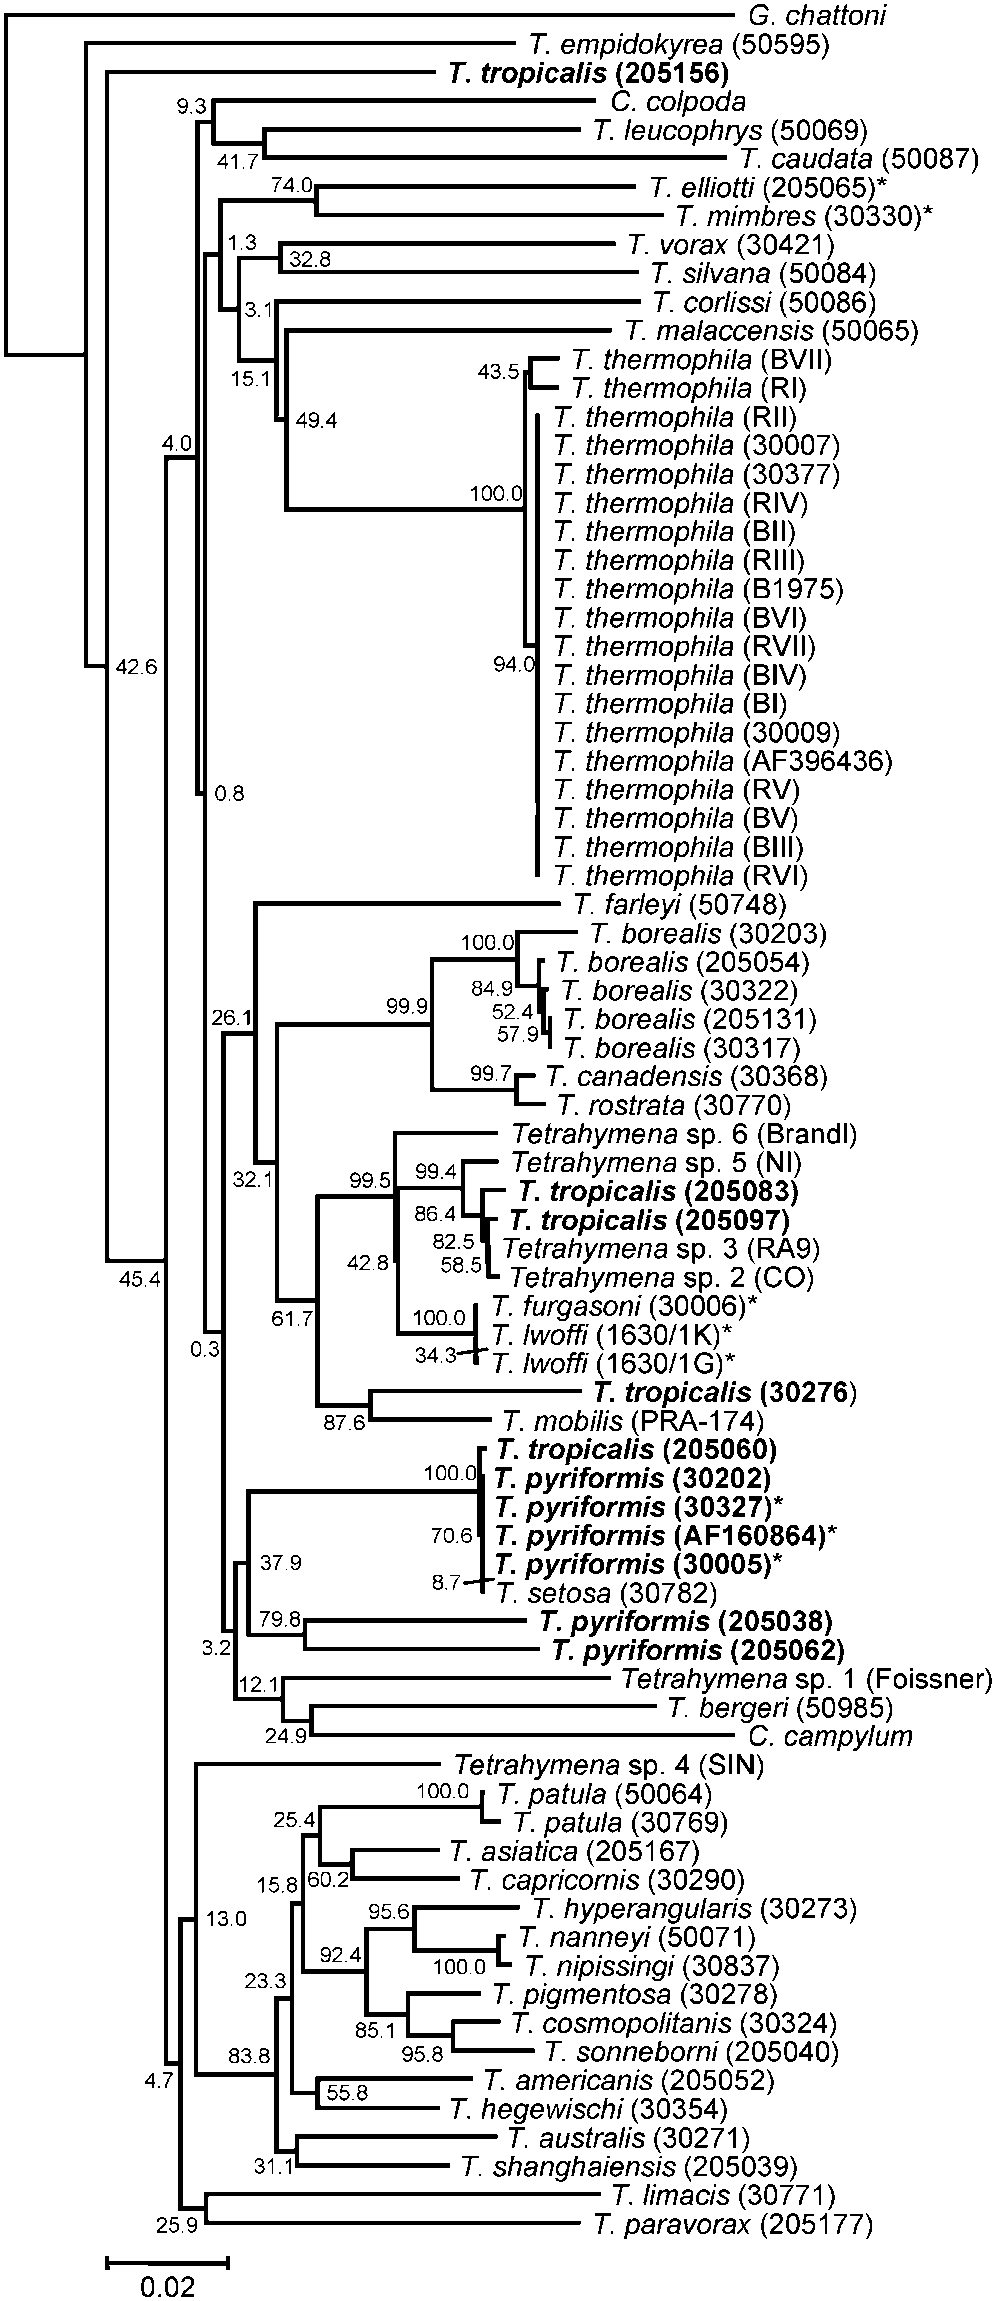 G. chattoni
T. empidokyrea (50595)
T. tropicalis (205156)
9.3
C. colpoda
T. leucophrys (50069)
41.7
T. caudata (50087)
74.0
T. elliotti (205065)*
T. mimbres (30330)*
1.3
T. vorax (30421)
32.8
T. silvana (50084)
3.1
T. corlissi (50086)
T. malaccensis (50065)
T. thermophila (BVII)
43.5
15.1
T. thermophila (RI)
49.4
T. thermophila (RII)
4.0
T. thermophila (30007)
T. thermophila (30377)
100.0
T. thermophila (RIV)
T. thermophila (BII)
T. thermophila (RIII)
T. thermophila (B1975)
T. thermophila (BVI)
T. thermophila (RVII)
42.6
94.0
T. thermophila (BIV)
T. thermophila (BI)
T. thermophila (30009)
T. thermophila (AF396436)
0.8
T. thermophila (RV)
T. thermophila (BV)
T. thermophila (BIII)
T. thermophila (RVI)
T. farleyi (50748)
T. borealis (30203)
100.0
T. borealis (205054)
84.9
T. borealis (30322)
99.9
52.4
26.1
T. borealis (205131)
57.9
T. borealis (30317)
99.7
T. canadensis (30368)
T. rostrata (30770)
Tetrahymena sp. 6 (Brandl)
Tetrahymena sp. 5 (NI)
32.1
99.5
99.4
T. tropicalis (205083)
86.4
T. tropicalis (205097)
82.5
Tetrahymena sp. 3 (RA9)
42.8
58.5
45.4
Tetrahymena sp. 2 (CO)
T. furgasoni (30006)*
61.7
100.0
T. lwoffi (1630/1K)*
0.3
34.3
T. lwoffi (1630/1G)*
T. tropicalis (30276)
87.6
T. mobilis (PRA-174)
T. tropicalis (205060)
100.0
T. pyriformis (30202)
T. pyriformis (30327)*
70.6
T. pyriformis (AF160864)*
37.9
T. pyriformis (30005)*
8.7
T. setosa (30782)
79.8
T. pyriformis (205038)
3.2
T. pyriformis (205062)
12.1
Tetrahymena sp. 1 (Foissner)
T. bergeri (50985)
24.9
C. campylum
Tetrahymena sp. 4 (SIN)
100.0
T. patula (50064)
25.4
T. patula (30769)
T. asiatica (205167)
60.2
T. capricornis (30290)
15.8
95.6
T. hyperangularis (30273)
13.0
T. nanneyi (50071)
92.4
100.0
T. nipissingi (30837)
23.3
T. pigmentosa (30278)
85.1
T. cosmopolitanis (30324)
95.8
T. sonneborni (205040)
83.8
4.7
T. americanis (205052)
55.8
T. hegewischi (30354)
T. australis (30271)
31.1
T. shanghaiensis (205039)
T. limacis (30771)
25.9
T. paravorax (205177)
0.02